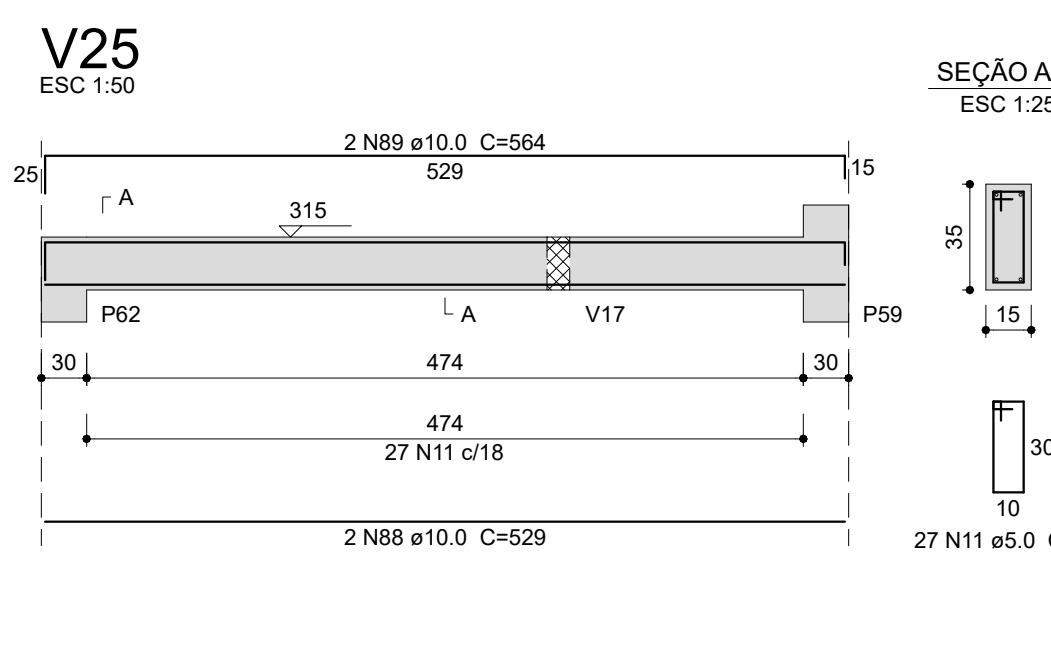 V25
ESC 1:50
SEÇÃO A
ESC 1:25
2 N89 ø10.0 C=564
25
529
15
A
315
35
P62
A
V17
P59
15
30
474
30
474
27 N11 c/18
30
10
2 N88 ø10.0 C=529
27 N11 ø5.0